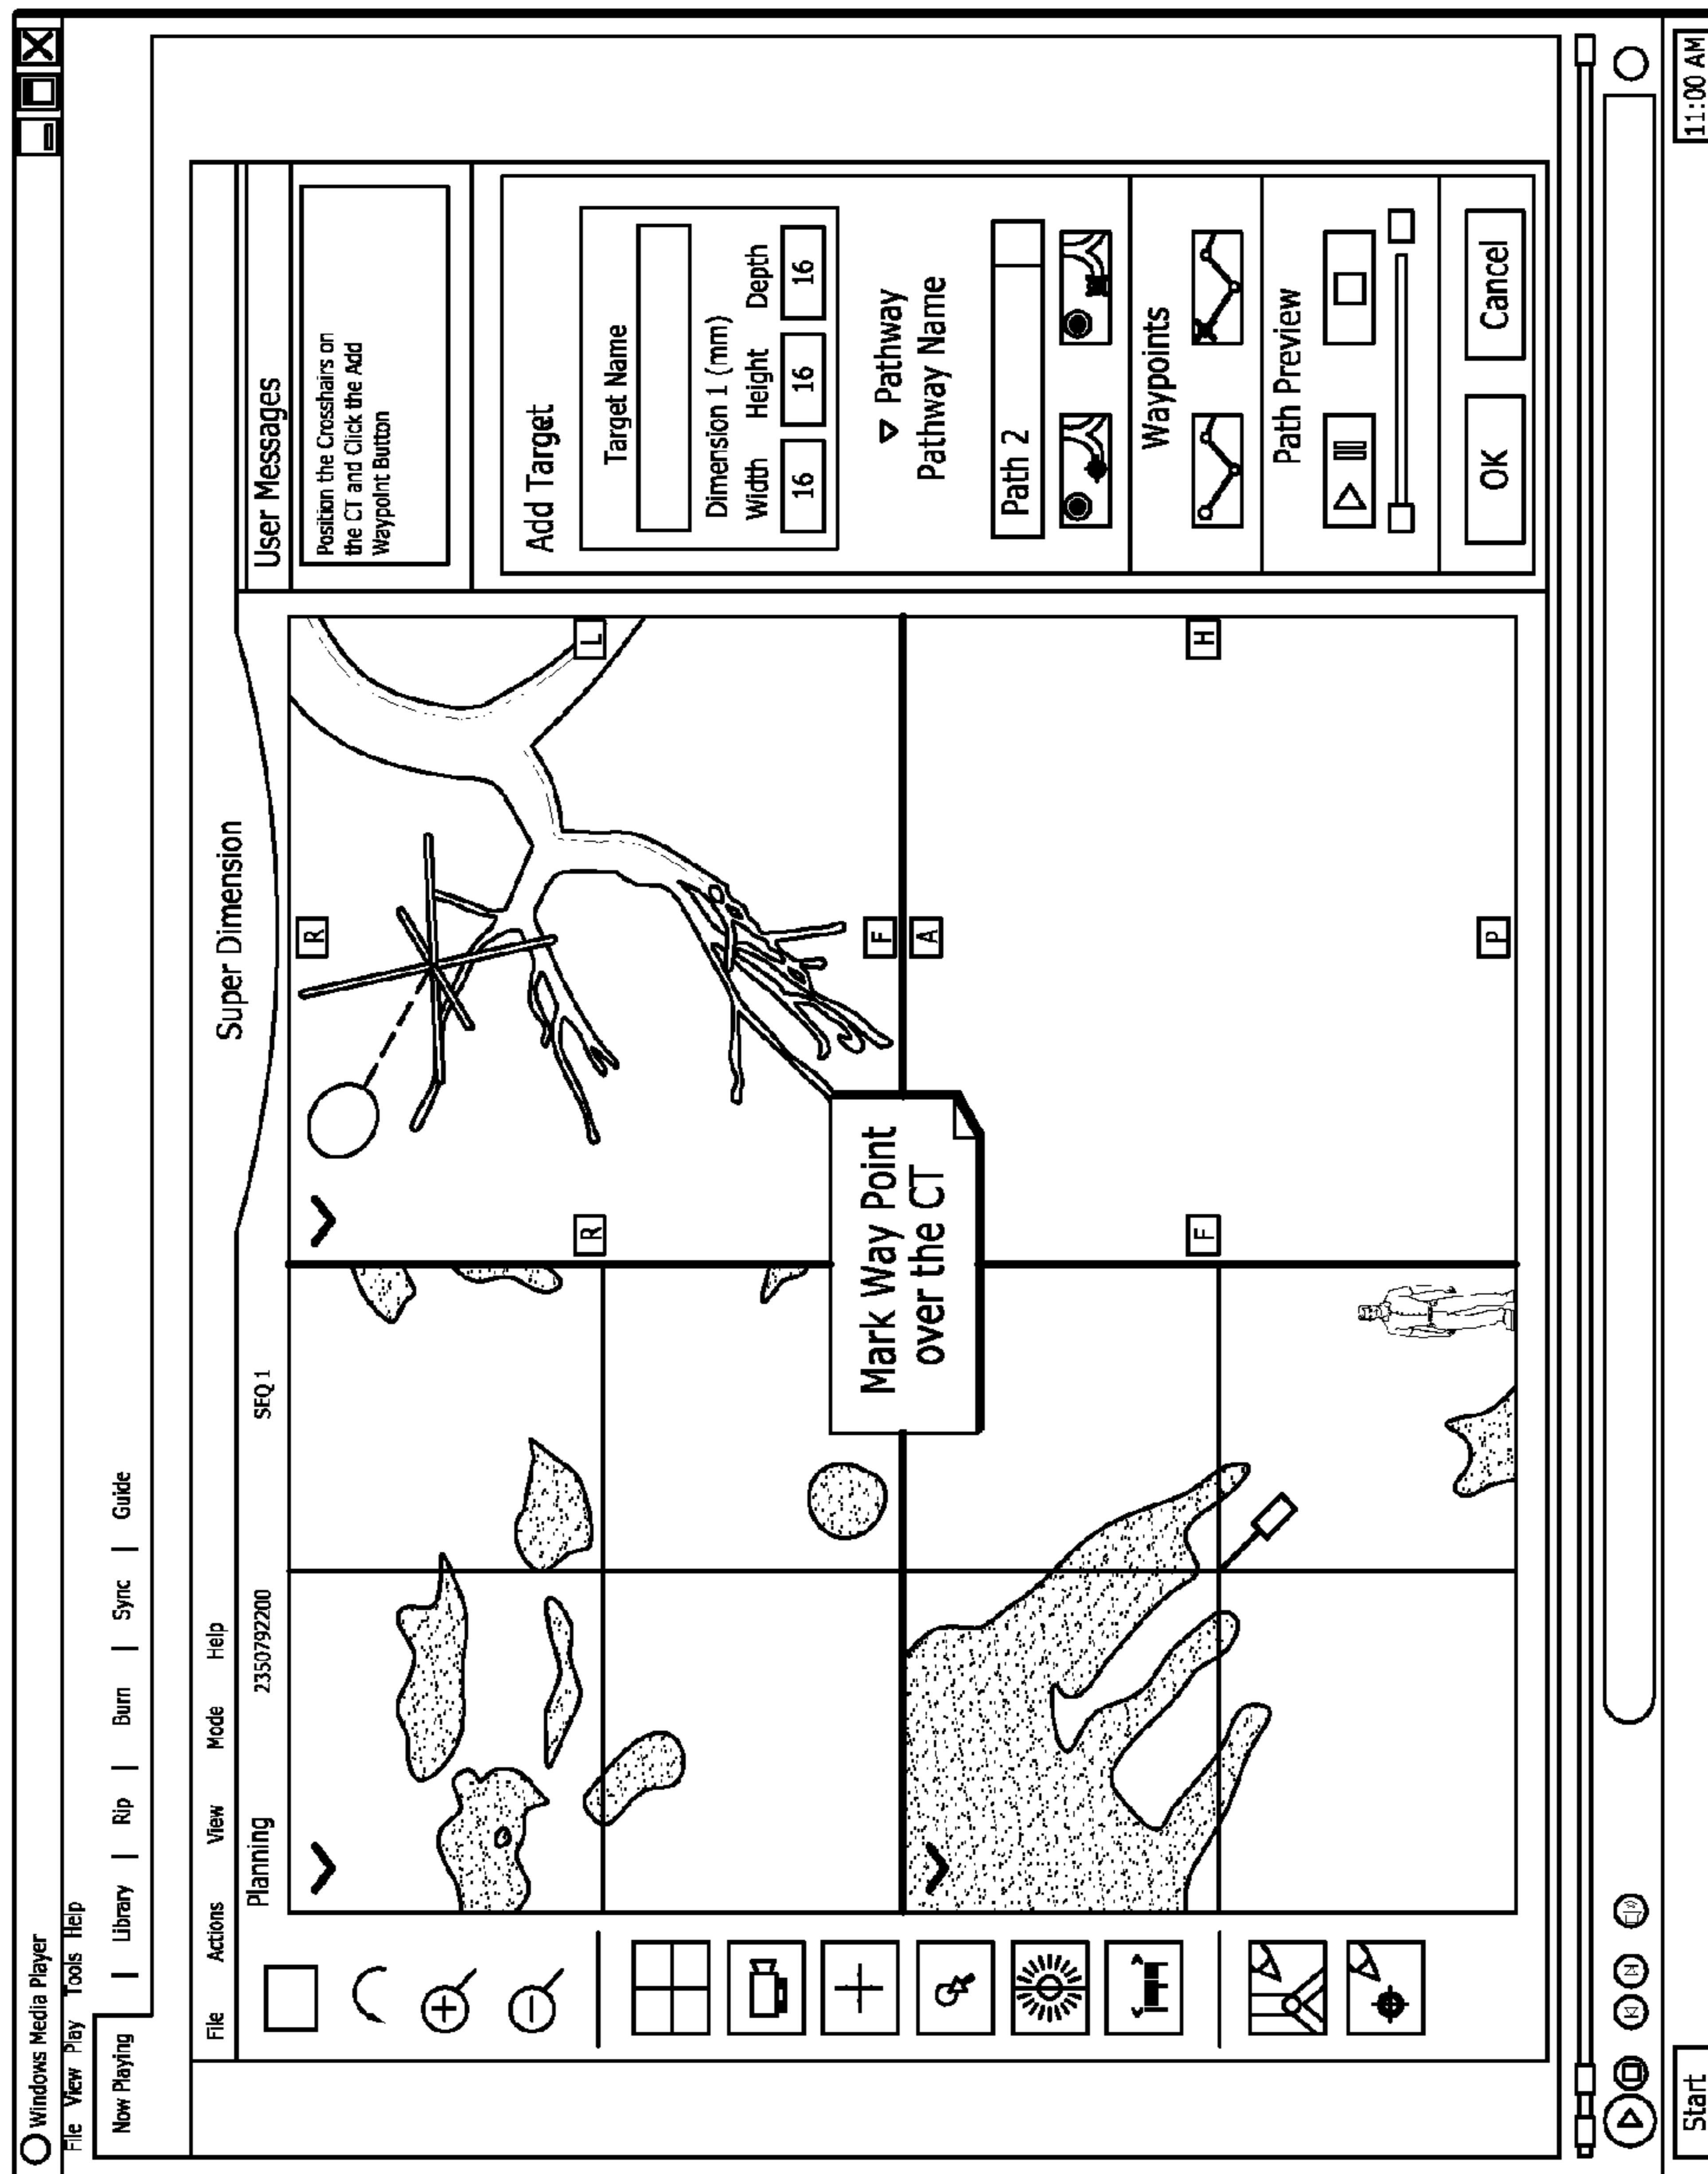 Windows Media Player
File View Play Tools Help
Now Playing | Library | Rip | Burn | Sync | Guide
Super Dimension
File Actions View Mode Help
Planning 2350792200 SEQ 1
R
R
L
F
A
F
H
P
Mark Way Point
over the CT
User Messages
Position the Crosshairs on
the CT and Click the Add
Waypoint Button
Add Target
Target Name
Dimension 1 (mm)
Width Height Depth
16 16 16
Pathway
Pathway Name
Path 2
Waypoints
Path Preview
OK Cancel
Start 11:00 AM